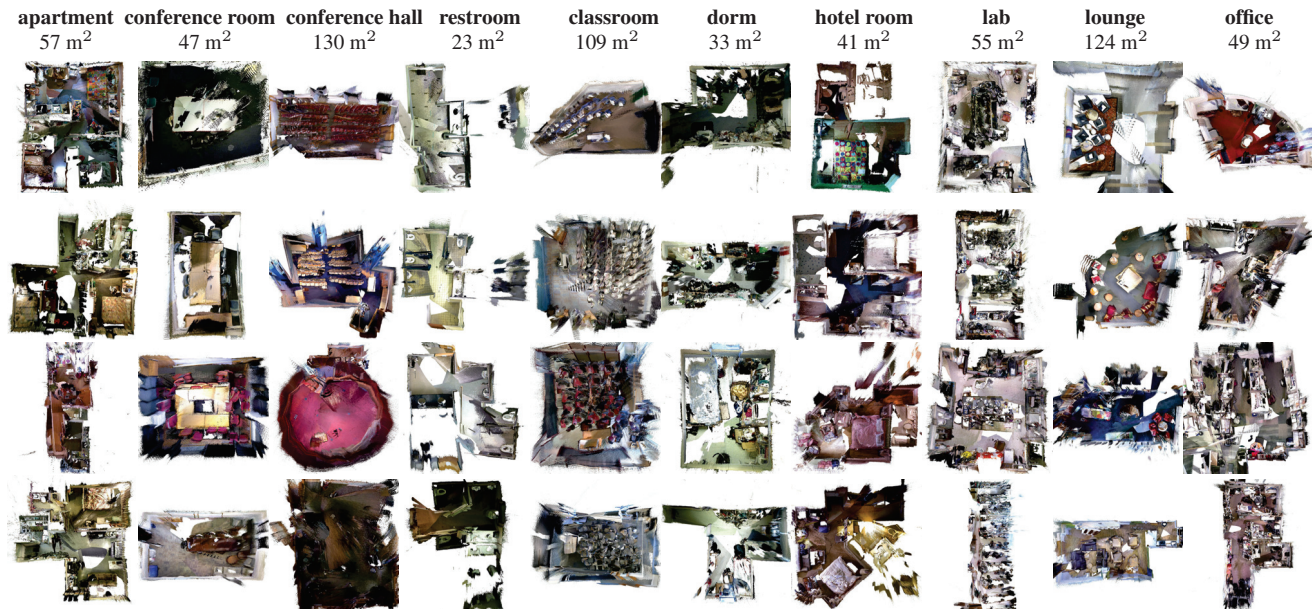 apartment conference room conference hall restroom classroom dorm hotel room lab lounge office
57 m² 47 m² 130 m² 23 m² 109 m² 33 m² 41 m² 55 m² 124 m² 49 m²